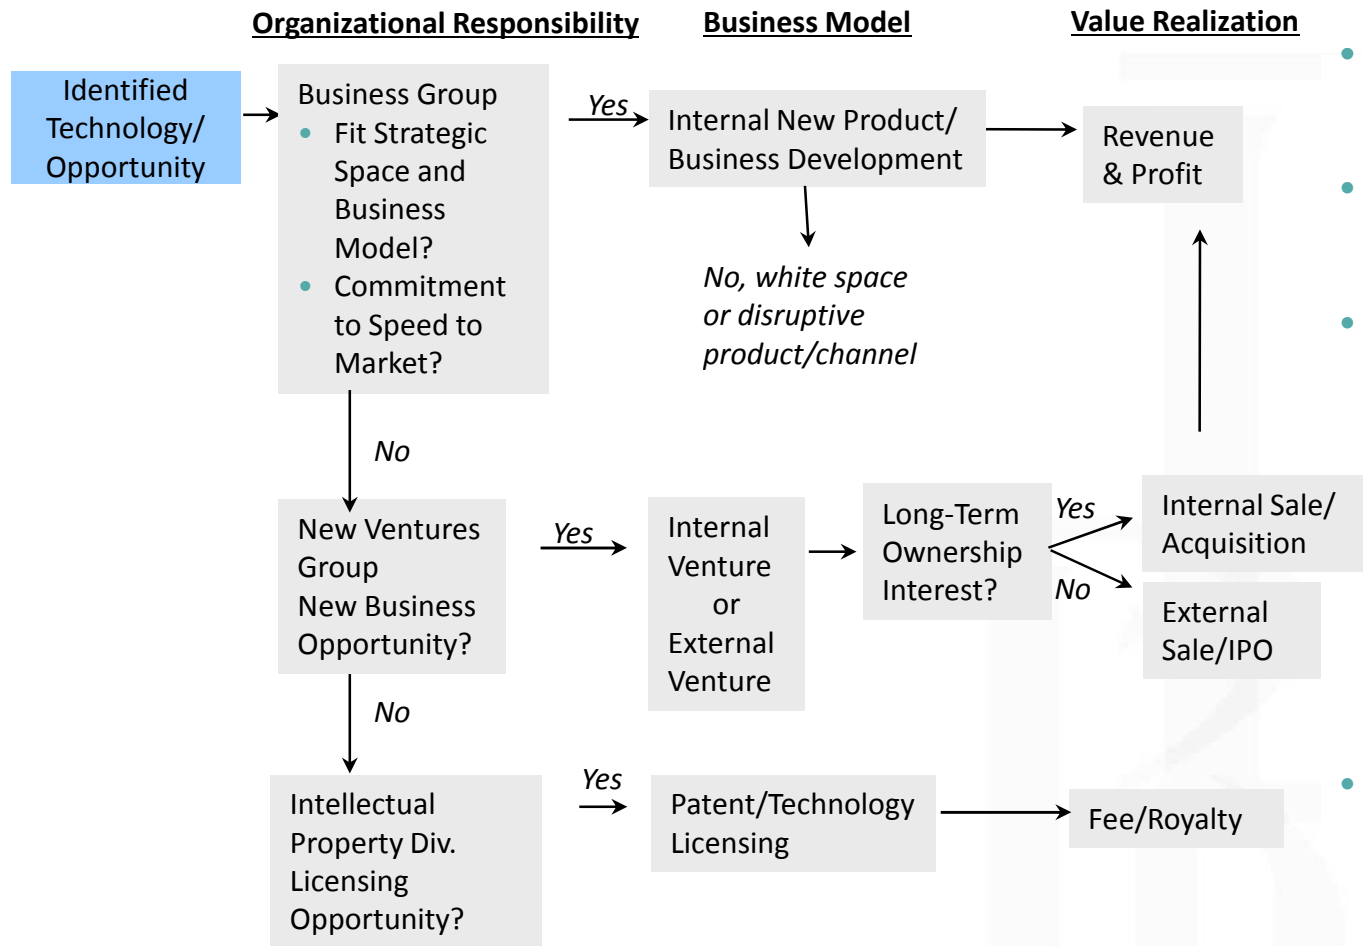 Organizational Responsibility
Business Model
Value Realization
Identified
Technology/
Opportunity
Business Group
• Fit Strategic
Space and
Business
Model?
• Commitment
to Speed to
Market?
Yes
Internal New Product/
Business Development
Revenue
& Profit
No, white space
or disruptive
product/channel
No
New Ventures
Group
New Business
Opportunity?
Yes
Internal
Venture
or
External
Venture
Long-Term
Ownership
Interest?
Yes
Internal Sale/
Acquisition
No
External
Sale/IPO
No
Intellectual
Property Div.
Licensing
Opportunity?
Yes
Patent/Technology
Licensing
Fee/Royalty